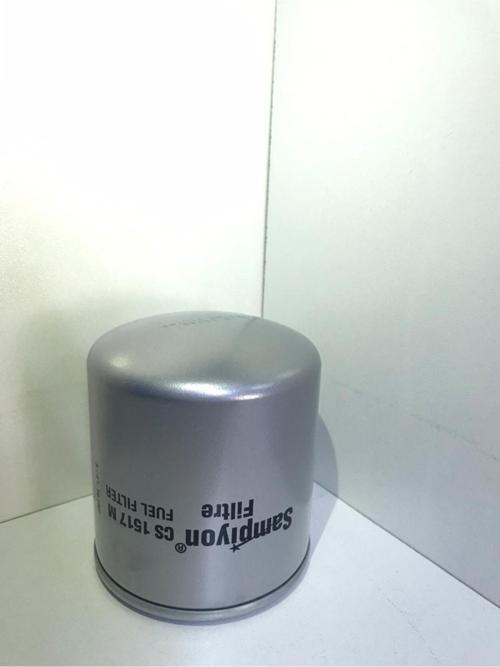 Sampiyon®
Filtre
CS 1517 M
FUEL FILTER